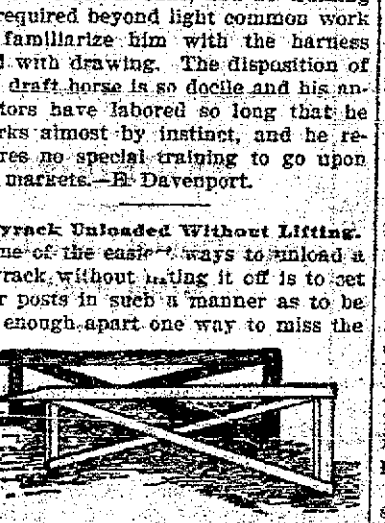 required beyond light common work
familiarize him with the harness
with drawing. The disposition of
draft horse is so docile and his an-
tors have labored so long that he
rks almost by instinct, and he re-
res no special training to go upon
markets.—E. Davenport.
yrack Unloaded Without Lifting.
ne of the easiest ways to unload a
rack without lifting it off is to set
r posts in such a manner as to be
enough apart one way to miss the